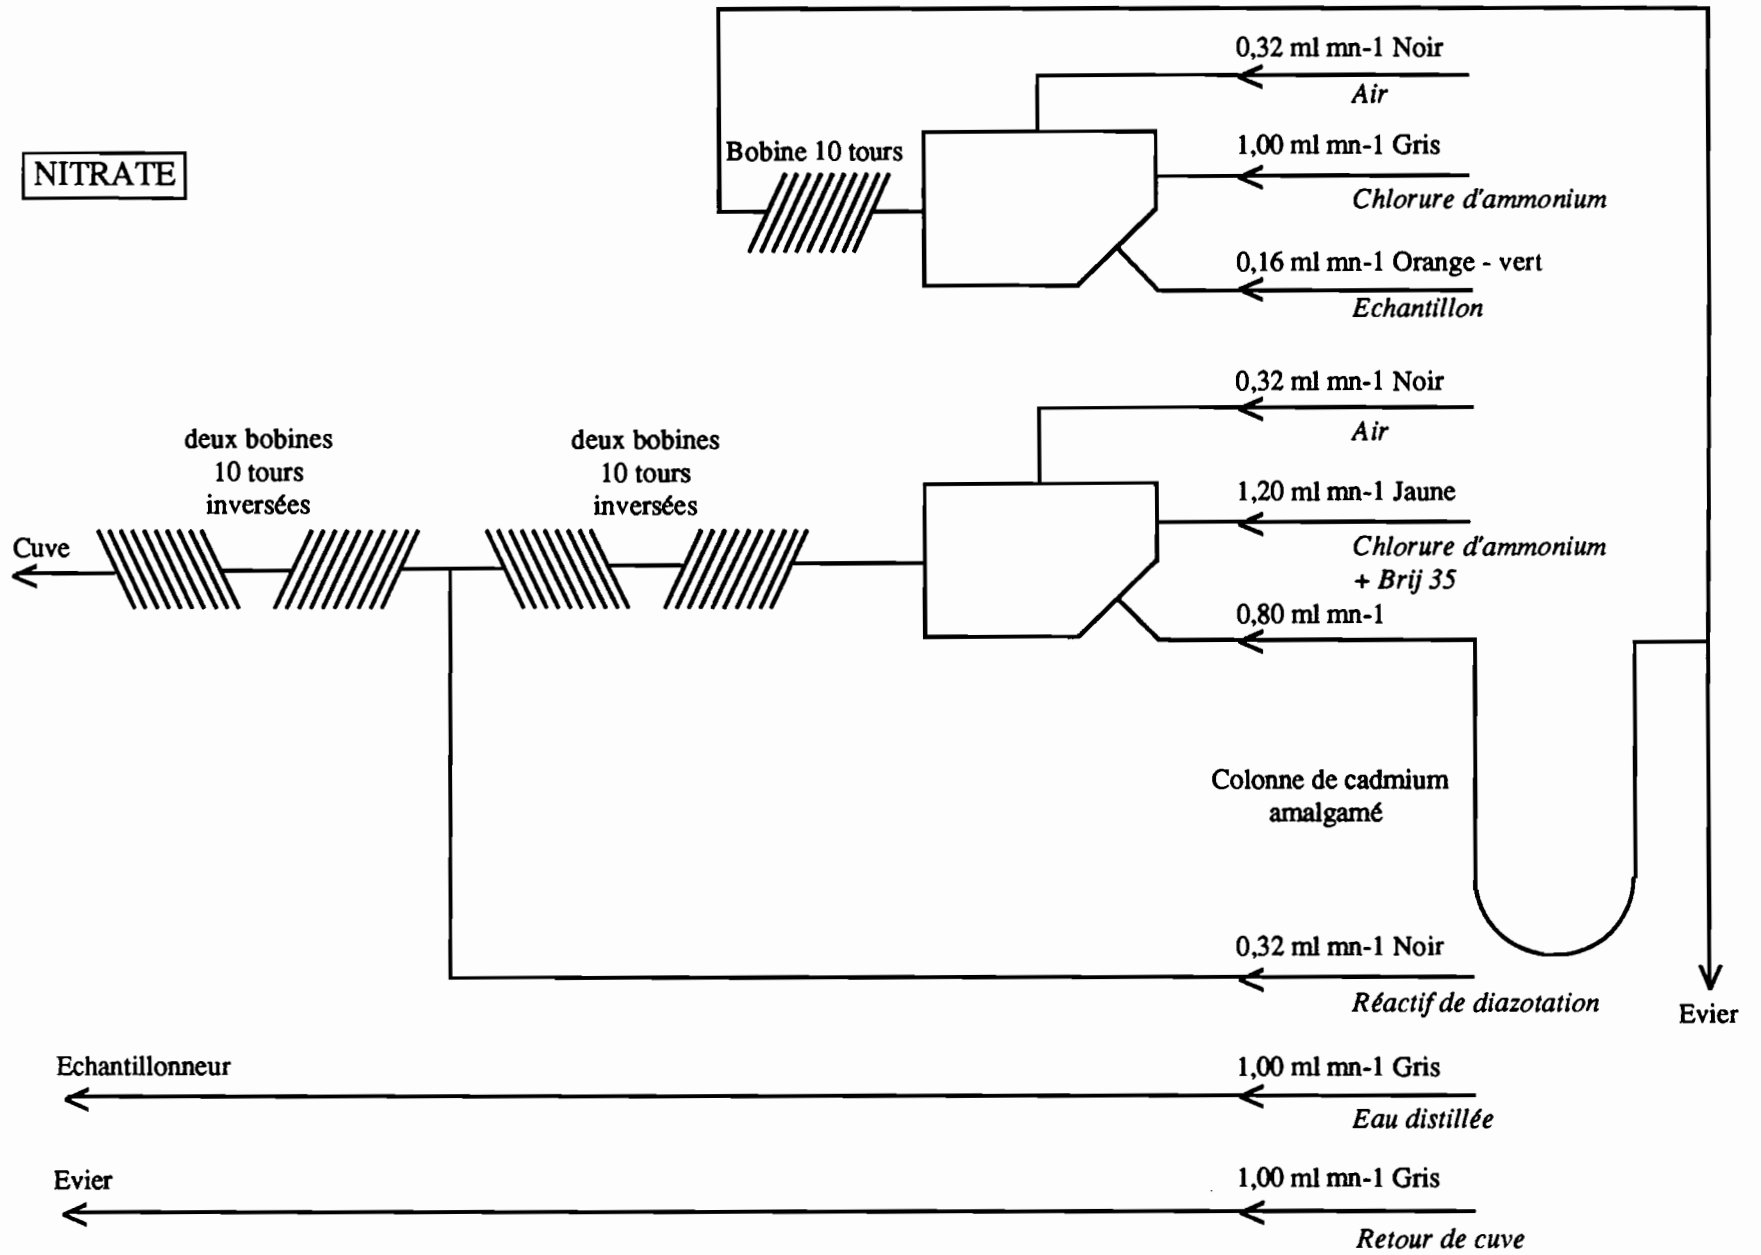 0,32 ml mn-1 Noir
Air
NITRATE
Bobine 10 tours
1,00 ml mn-1 Gris
Chlorure d'ammonium
0,16 ml mn-1 Orange - vert
Echantillon
0,32 ml mn-1 Noir
Air
deux bobines
10 tours
inversées
deux bobines
10 tours
inversées
1,20 ml mn-1 Jaune
Chlorure d'ammonium
+ Brij 35
Cuve
0,80 ml mn-1
Colonne de cadmium
amalgamé
0,32 ml mn-1 Noir
Réactif de diazotation
Evier
Echantillonneur
1,00 ml mn-1 Gris
Eau distillée
Evier
1,00 ml mn-1 Gris
Retour de cuve